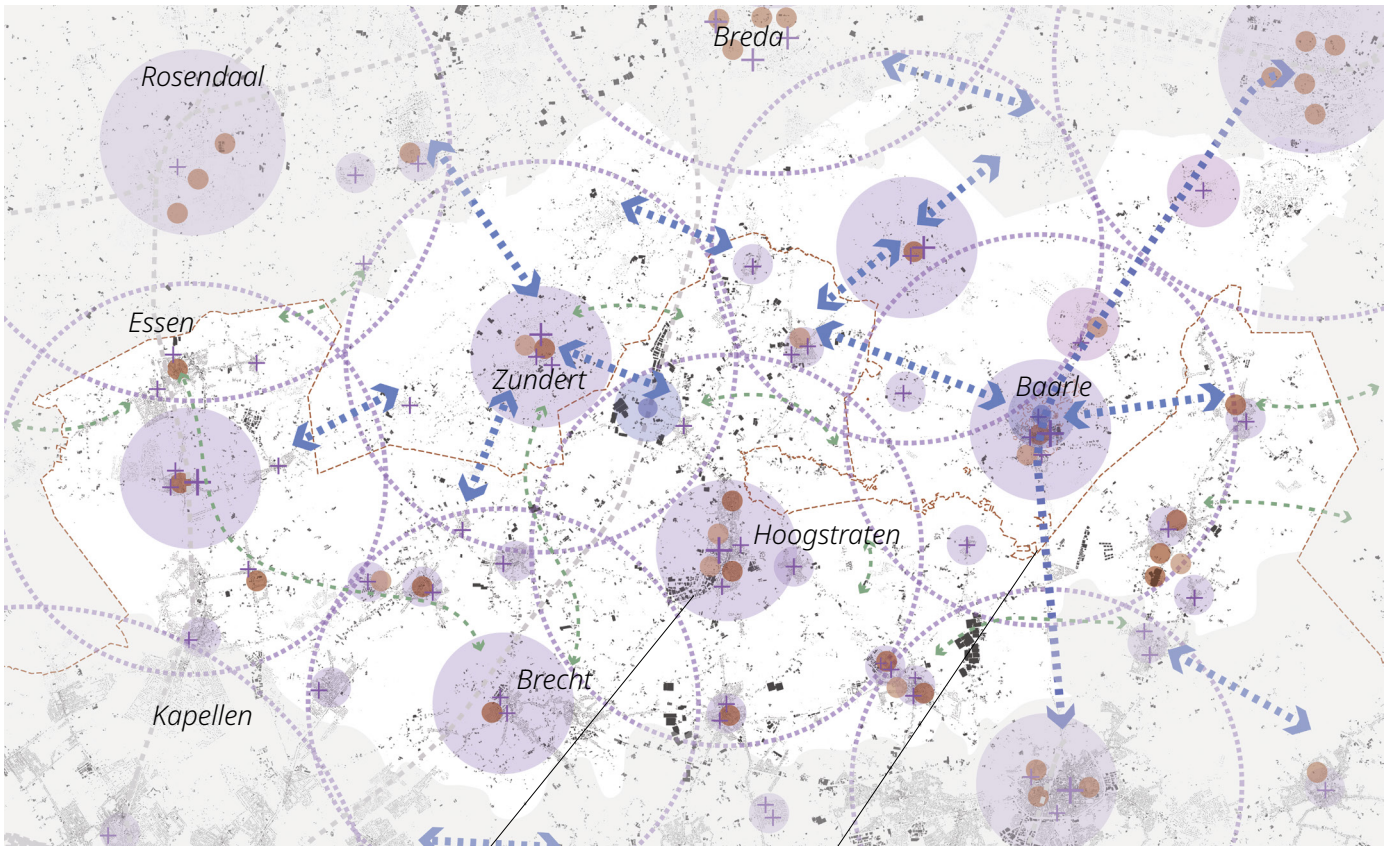 Breda
Rosendaal
Essen
Zundert
Baarle
Hoogstraten
Brecht
Kapellen